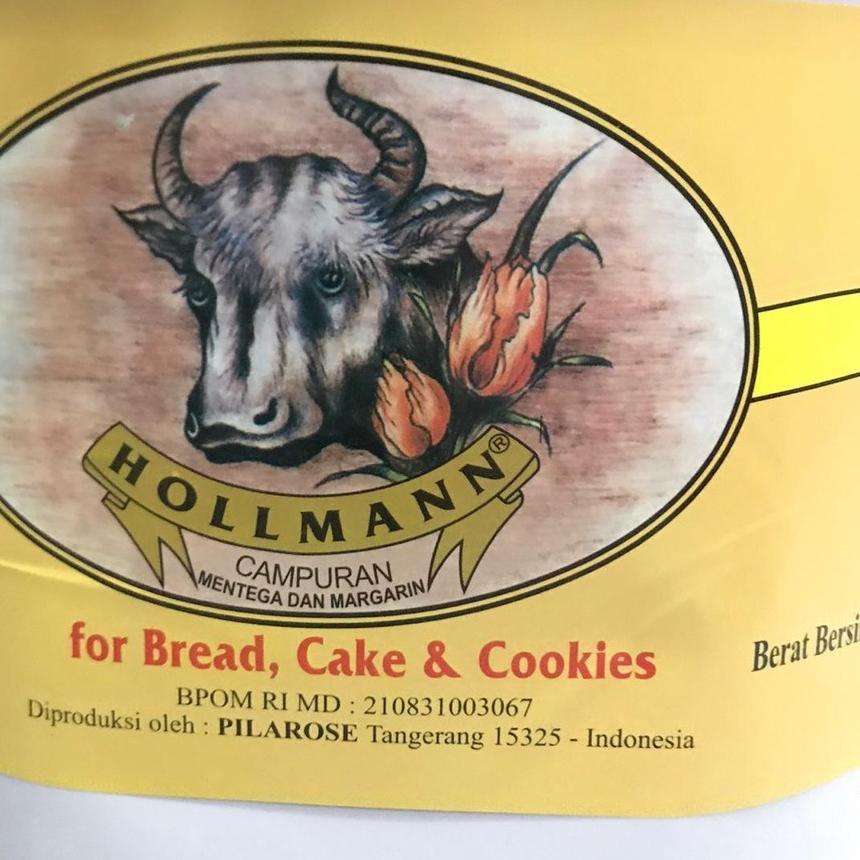 HOLLMANN®
CAMPURAN
MENTEGA DAN MARGARIN
for Bread, Cake & Cookies
BPOM RI MD : 210831003067
Diproduksi oleh : PILAROSE Tangerang 15325 - Indonesia
Berat